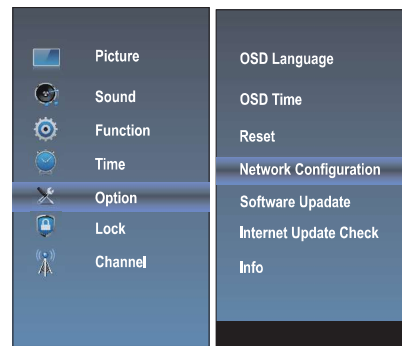 Picture
Sound
Function
Time
Option
Lock
Channel
OSD Language
OSD Time
Reset
Network Configuration
Software Upadate
Internet Update Check
Info